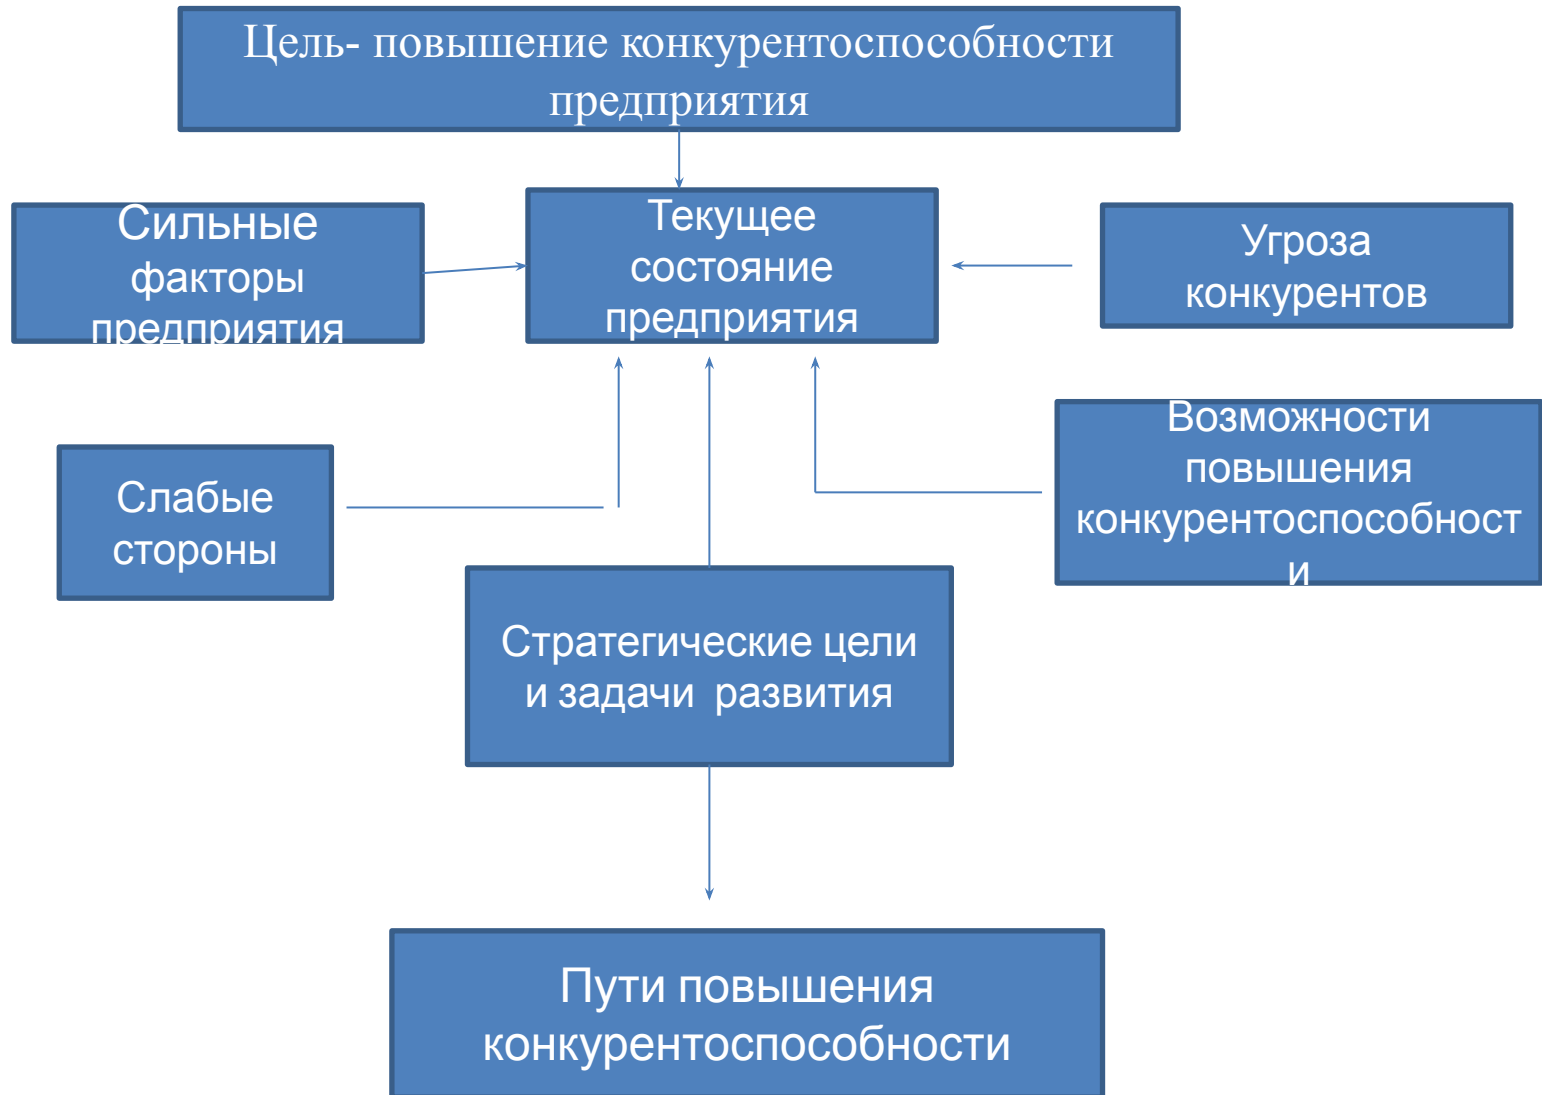 Цель- повышение конкурентоспособности
предприятия
Сильные
факторы
предприятия
Текущее
состояние
предприятия
Угроза
конкурентов
Слабые
стороны
Возможности
повышения
конкурентоспособност
и
Стратегические цели
и задачи развития
Пути повышения
конкурентоспособности